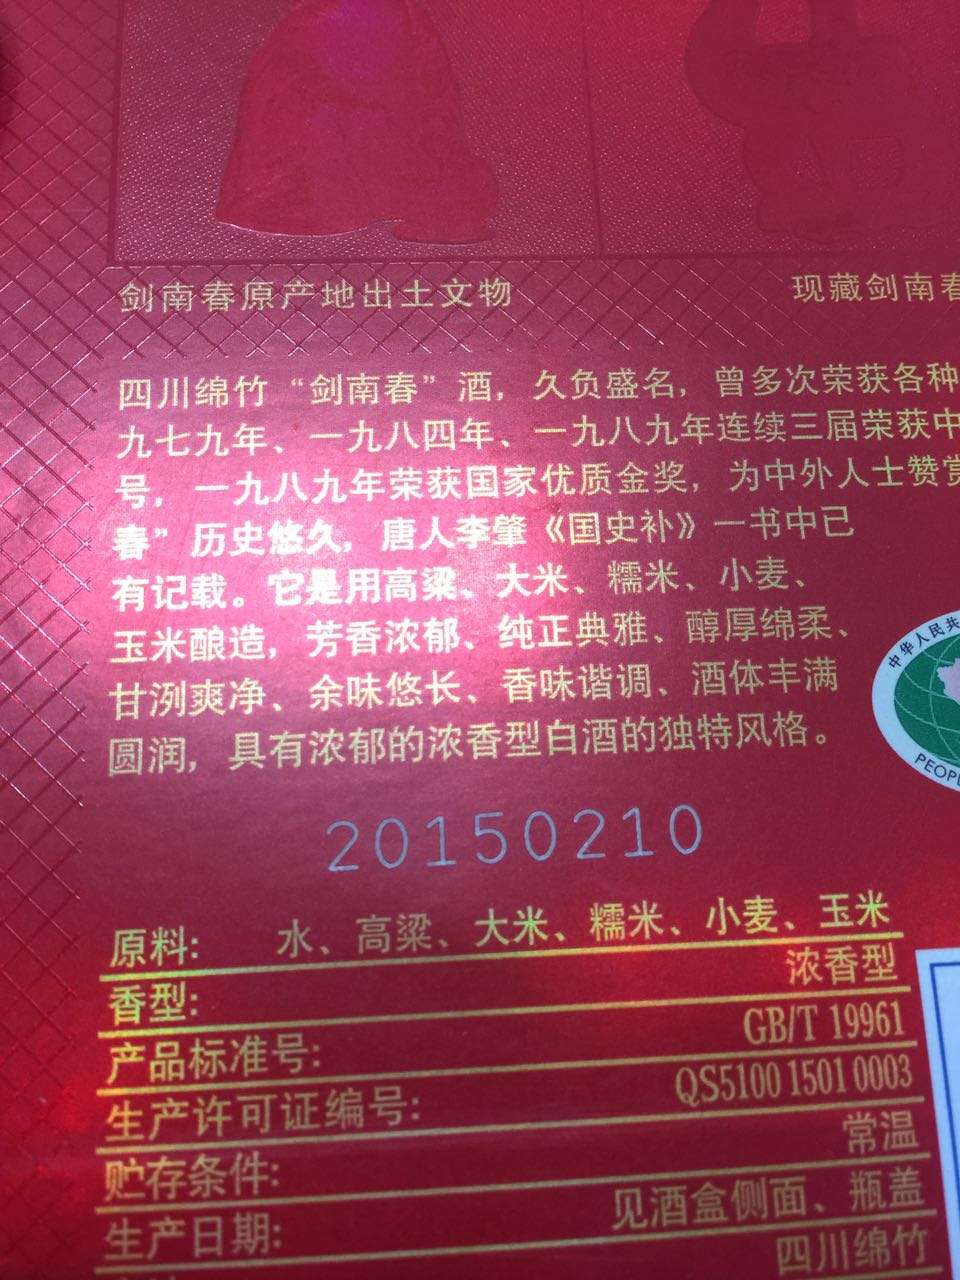 剑南春原产地出土文物
现藏剑南春
四川绵竹“剑南春”酒，久负盛名，曾多次荣获各种
九七九年、一九八四年、一九八九年连续三届荣获中
号，一九八九年荣获国家优质金奖，为中外人士赞赏
春”历史悠久，唐人李肇《国史补》一书中已
有记载。它是用高粱、大米、糯米、小麦、
玉米酿造，芳香浓郁、纯正典雅、醇厚绵柔、
甘洌爽净、余味悠长、香味谐调、酒体丰满
圆润，具有浓郁的浓香型白酒的独特风格。
中华人民共
PEOPL
20150210
原料: 水、高粱、大米、糯米、小麦、玉米
香型: 浓香型
产品标准号: GB/T 19961
生产许可证编号: QS5100 1501 0003
贮存条件: 常温
生产日期: 见酒盒侧面、瓶盖
四川绵竹